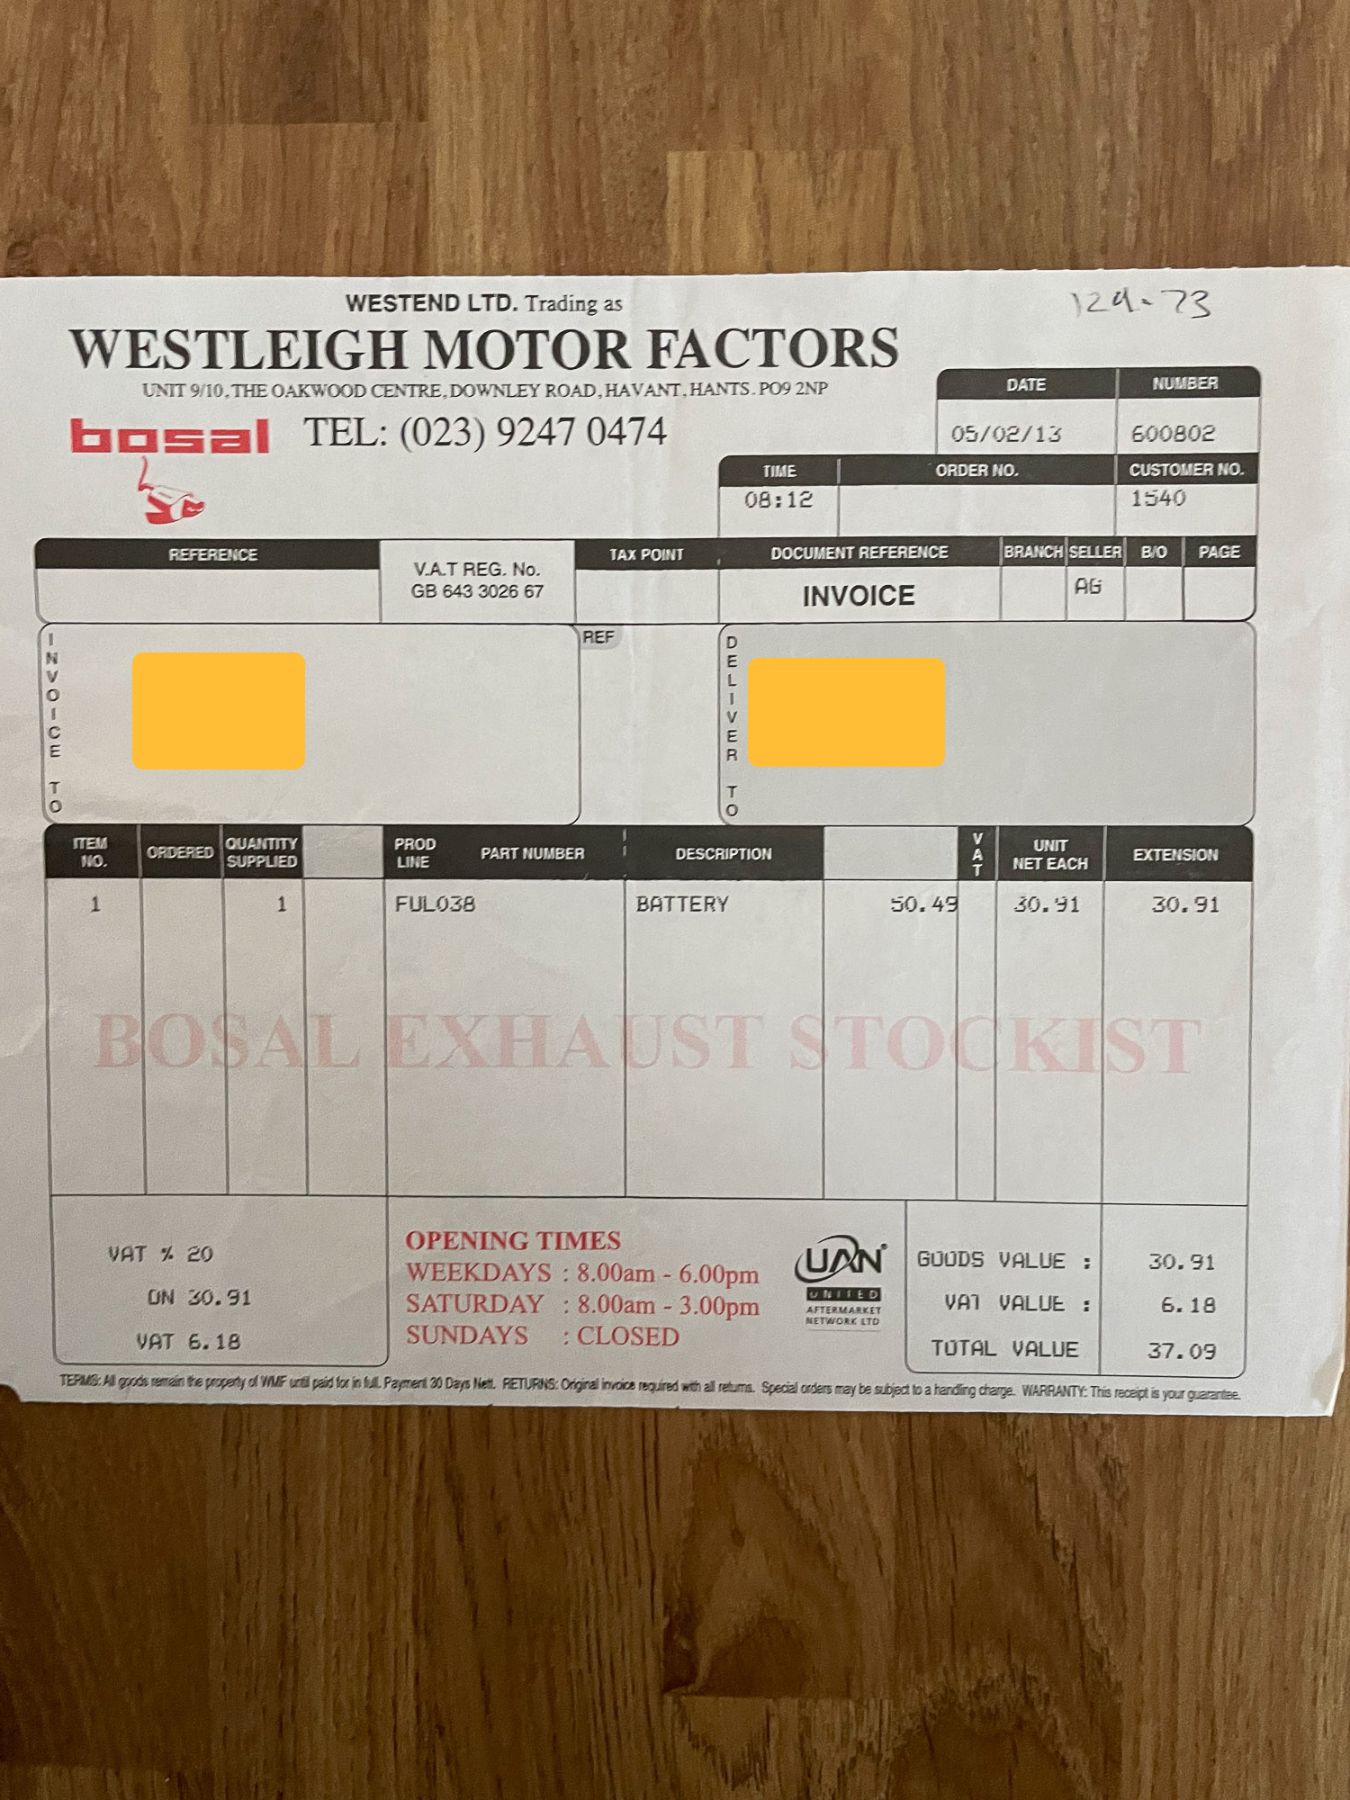 WESTEND LTD. Trading as
WESTLEIGH MOTOR FACTORS
UNIT 9/10, THE OAKWOOD CENTRE, DOWNLEY ROAD, HAVANT, HANTS. PO9 2NP
bosal TEL: (023) 9247 0474
124-73
DATE NUMBER
05/02/13 600802
TIME ORDER NO. CUSTOMER NO.
08:12 1540
REFERENCE V.A.T REG. No. GB 643 3026 67 TAX POINT DOCUMENT REFERENCE BRANCH SELLER B/O PAGE
INVOICE AG
INVOICE TO
REF
DELIVER TO
ITEM NO. ORDERED QUANTITY SUPPLIED PROD LINE PART NUMBER DESCRIPTION VAT UNIT NET EACH EXTENSION
1 1 FUL038 BATTERY 50.49 30.91 30.91
BOSAL EXHAUST STOCKIST
VAT % 20
ON 30.91
VAT 6.18
OPENING TIMES
WEEKDAYS : 8.00am - 6.00pm
SATURDAY : 8.00am - 3.00pm
SUNDAYS : CLOSED
UAN®
UNITED
AFTERMARKET
NETWORK LTD
GOODS VALUE : 30.91
VAT VALUE : 6.18
TOTAL VALUE 37.09
TERMS: All goods remain the property of WMF until paid for in full. Payment 30 Days Nett. RETURNS: Original invoice required with all returns. Special orders may be subject to a handling charge. WARRANTY: This receipt is your guarantee.